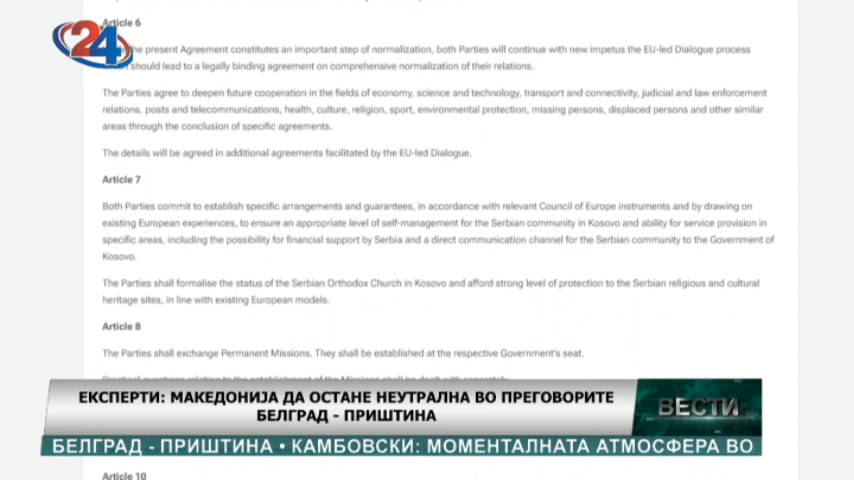 Article 6
24
the present Agreement constitutes an important step of normalization, both Parties will continue with new impetus the EU-led Dialogue process
should lead to a legally binding agreement on comprehensive normalization of their relations.
The Parties agree to deepen future cooperation in the fields of economy, science and technology, transport and connectivity, judicial and law enforcement
relations, posts and telecommunications, health, culture, religion, sport, environmental protection, missing persons, displaced persons and other similar
areas through the conclusion of specific agreements.
The details will be agreed in additional agreements facilitated by the EU-led Dialogue.
Article 7
Both Parties commit to establish specific arrangements and guarantees, in accordance with relevant Council of Europe instruments and by drawing on
existing European experiences, to ensure an appropriate level of self-management for the Serbian community in Kosovo and ability for service provision in
specific areas, including the possibility for financial support by Serbia and a direct communication channel for the Serbian community to the Government of
Kosovo.
The Parties shall formalise the status of the Serbian Orthodox Church in Kosovo and afford strong level of protection to the Serbian religious and cultural
heritage sites, in line with existing European models.
Article 8
The Parties shall exchange Permanent Missions. They shall be established at the respective Government's seat.
ЕКСПЕРТИ: МАКЕДОНИЈА ДА ОСТАНЕ НЕУТРАЛНА ВО ПРЕГОВОРИТЕ
БЕЛГРАД - ПРИШТИНА
ВЕСТИ
БЕЛГРАД - ПРИШТИНА • КАМБОВСКИ: МОМЕНТАЛНАТА АТМОСФЕРА ВО
Article 10